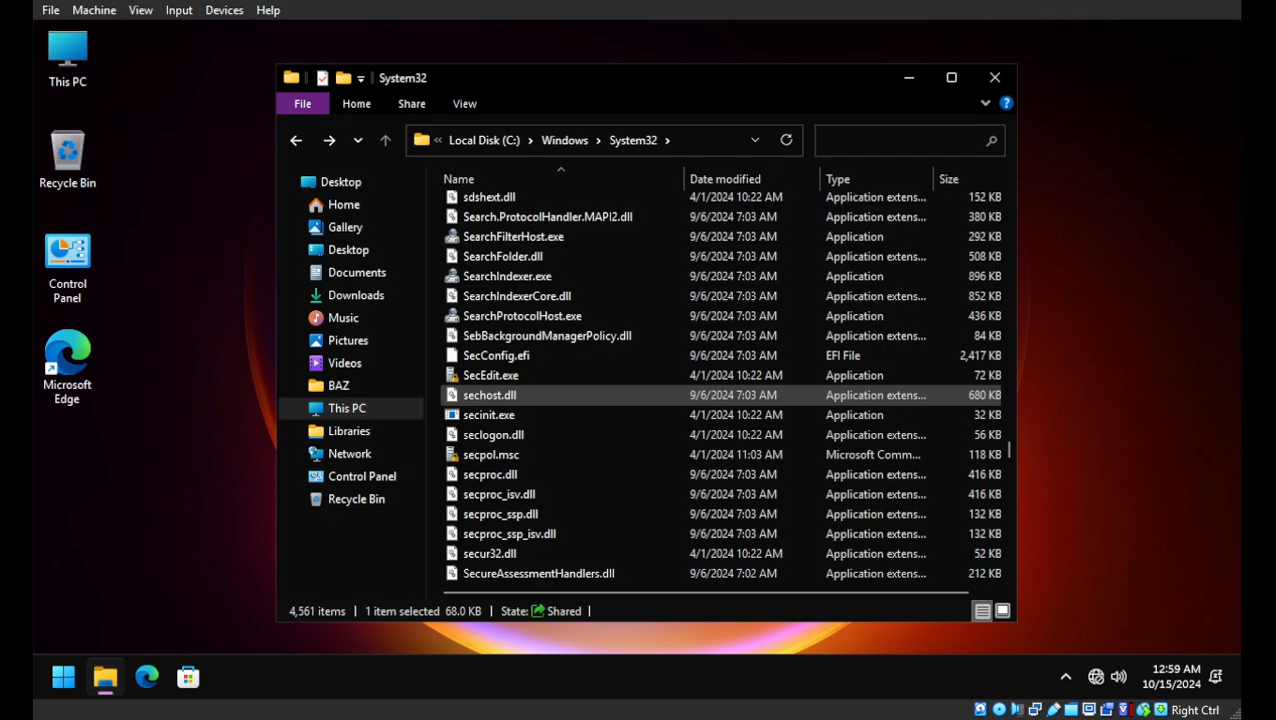 File Machine View Input Devices Help
This PC
Recycle Bin
Control
Panel
Microsoft
Edge
System32
File Home Share View
« Local Disk (C:) › Windows › System32 ›
Desktop
Home
Gallery
Desktop
Documents
Downloads
Music
Pictures
Videos
BAZ
This PC
Libraries
Network
Control Panel
Recycle Bin
Name Date modified Type Size
sdshext.dll 4/1/2024 10:22 AM Application extens... 152 KB
Search.ProtocolHandler.MAPI2.dll 9/6/2024 7:03 AM Application extens... 380 KB
SearchFilterHost.exe 9/6/2024 7:03 AM Application 292 KB
SearchFolder.dll 9/6/2024 7:03 AM Application extens... 508 KB
SearchIndexer.exe 9/6/2024 7:03 AM Application 896 KB
SearchIndexerCore.dll 9/6/2024 7:03 AM Application extens... 852 KB
SearchProtocolHost.exe 9/6/2024 7:03 AM Application 436 KB
SebBackgroundManagerPolicy.dll 9/6/2024 7:03 AM Application extens... 84 KB
SecConfig.efi 9/6/2024 7:03 AM EFI File 2,417 KB
SecEdit.exe 4/1/2024 10:22 AM Application 72 KB
sechost.dll 9/6/2024 7:03 AM Application extens... 680 KB
secinit.exe 4/1/2024 10:22 AM Application 32 KB
seclogon.dll 4/1/2024 10:22 AM Application extens... 56 KB
secpol.msc 4/1/2024 11:03 AM Microsoft Comm... 118 KB
secproc.dll 9/6/2024 7:03 AM Application extens... 416 KB
secproc_isv.dll 9/6/2024 7:03 AM Application extens... 416 KB
secproc_ssp.dll 9/6/2024 7:03 AM Application extens... 132 KB
secproc_ssp_isv.dll 9/6/2024 7:03 AM Application extens... 132 KB
secur32.dll 4/1/2024 10:22 AM Application extens... 52 KB
SecureAssessmentHandlers.dll 9/6/2024 7:02 AM Application extens... 212 KB
4,561 items 1 item selected 68.0 KB State: Shared
12:59 AM
10/15/2024
Right Ctrl